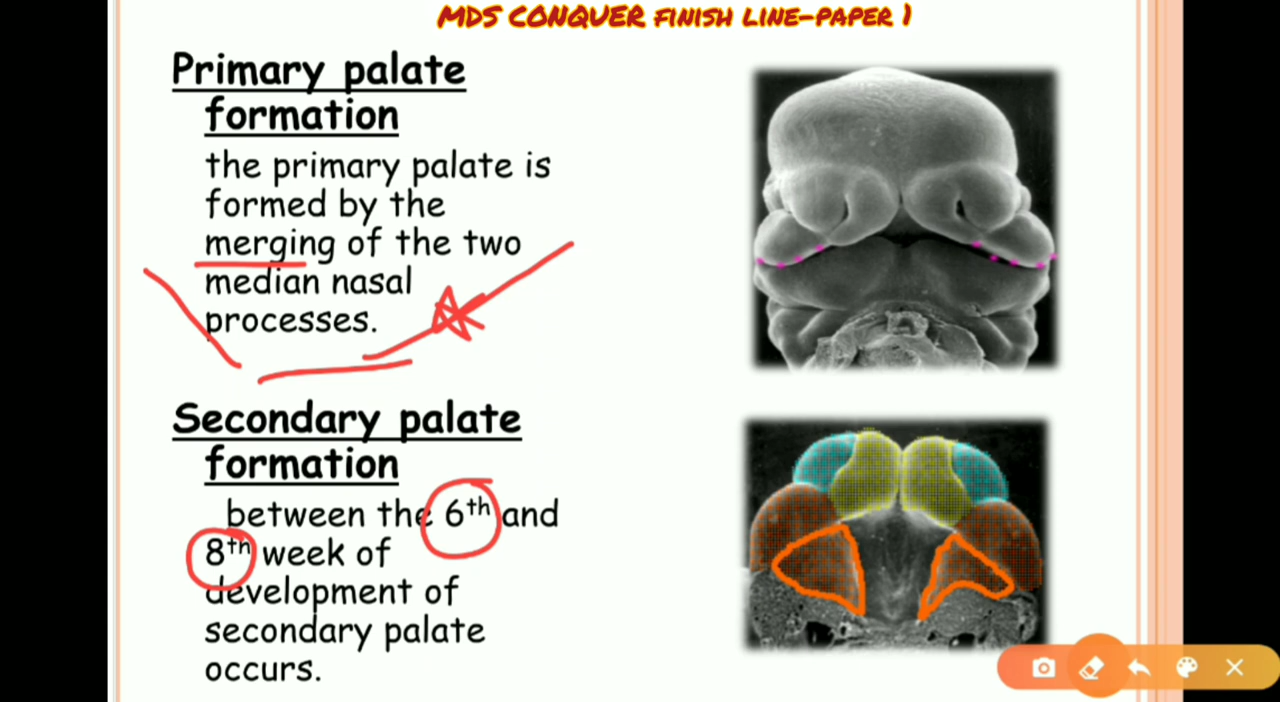 MDS CONQUER FINISH LINE-PAPER 1
Primary palate
formation
the primary palate is
formed by the
merging of the two
median nasal
processes.
Secondary palate
formation
between the 6th and
8th week of
development of
secondary palate
occurs.